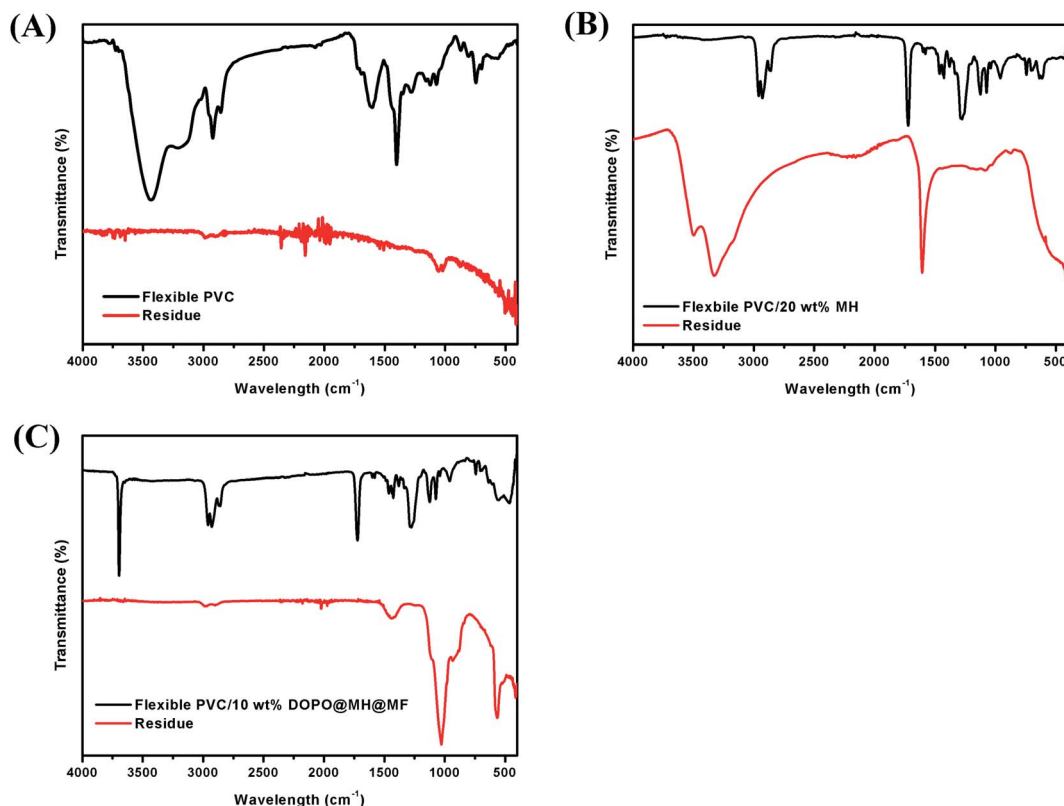 (A)
Transmittance (%)
Flexible PVC
Residue
4000 3500 3000 2500 2000 1500 1000 500
Wavelength (cm-1)
(B)
Transmittance (%)
Flexbile PVC/20 wt% MH
Residue
4000 3500 3000 2500 2000 1500 1000 500
Wavelength (cm-1)
(C)
Transmittance (%)
Flexible PVC/10 wt% DOPO@MH@MF
Residue
4000 3500 3000 2500 2000 1500 1000 500
Wavelength (cm-1)